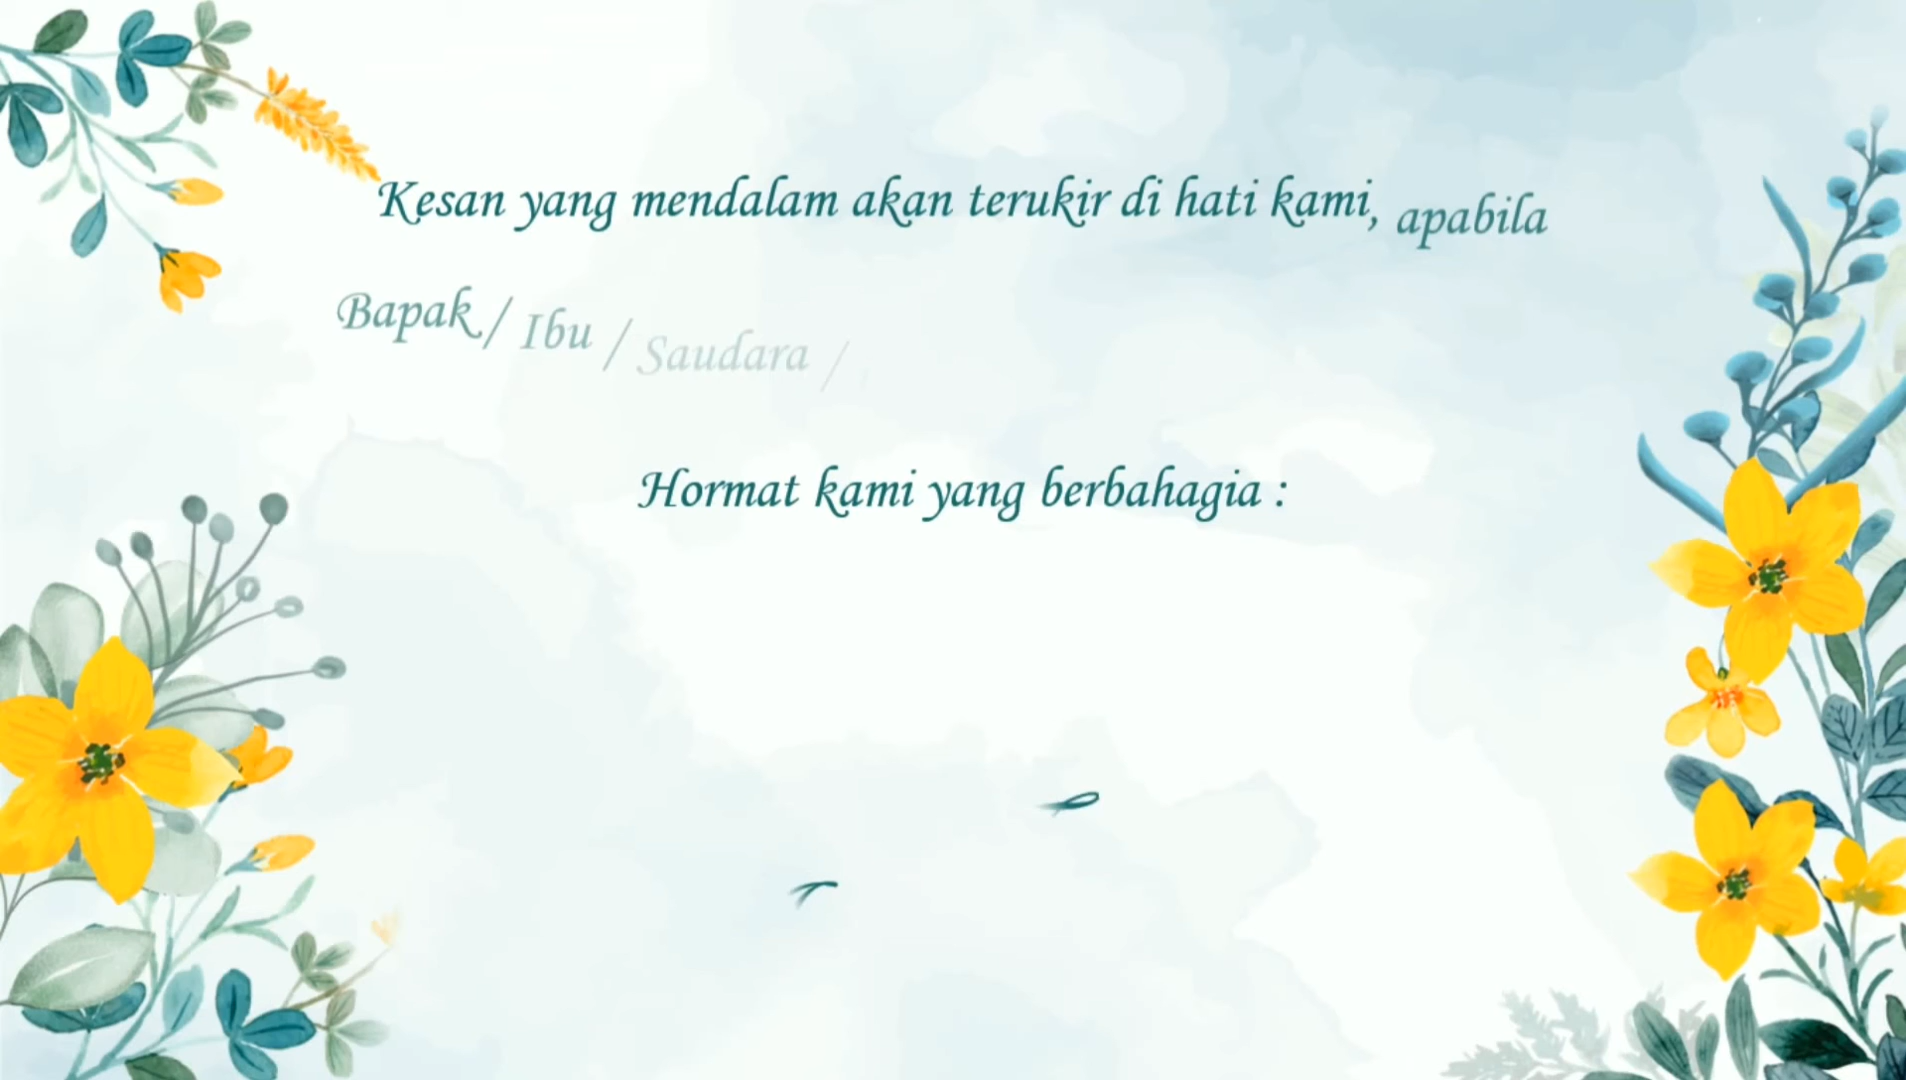 Kesan yang mendalam akan terukir di hati kami, apabila
Bapak / Ibu / Saudara /
Hormat kami yang berbahagia :